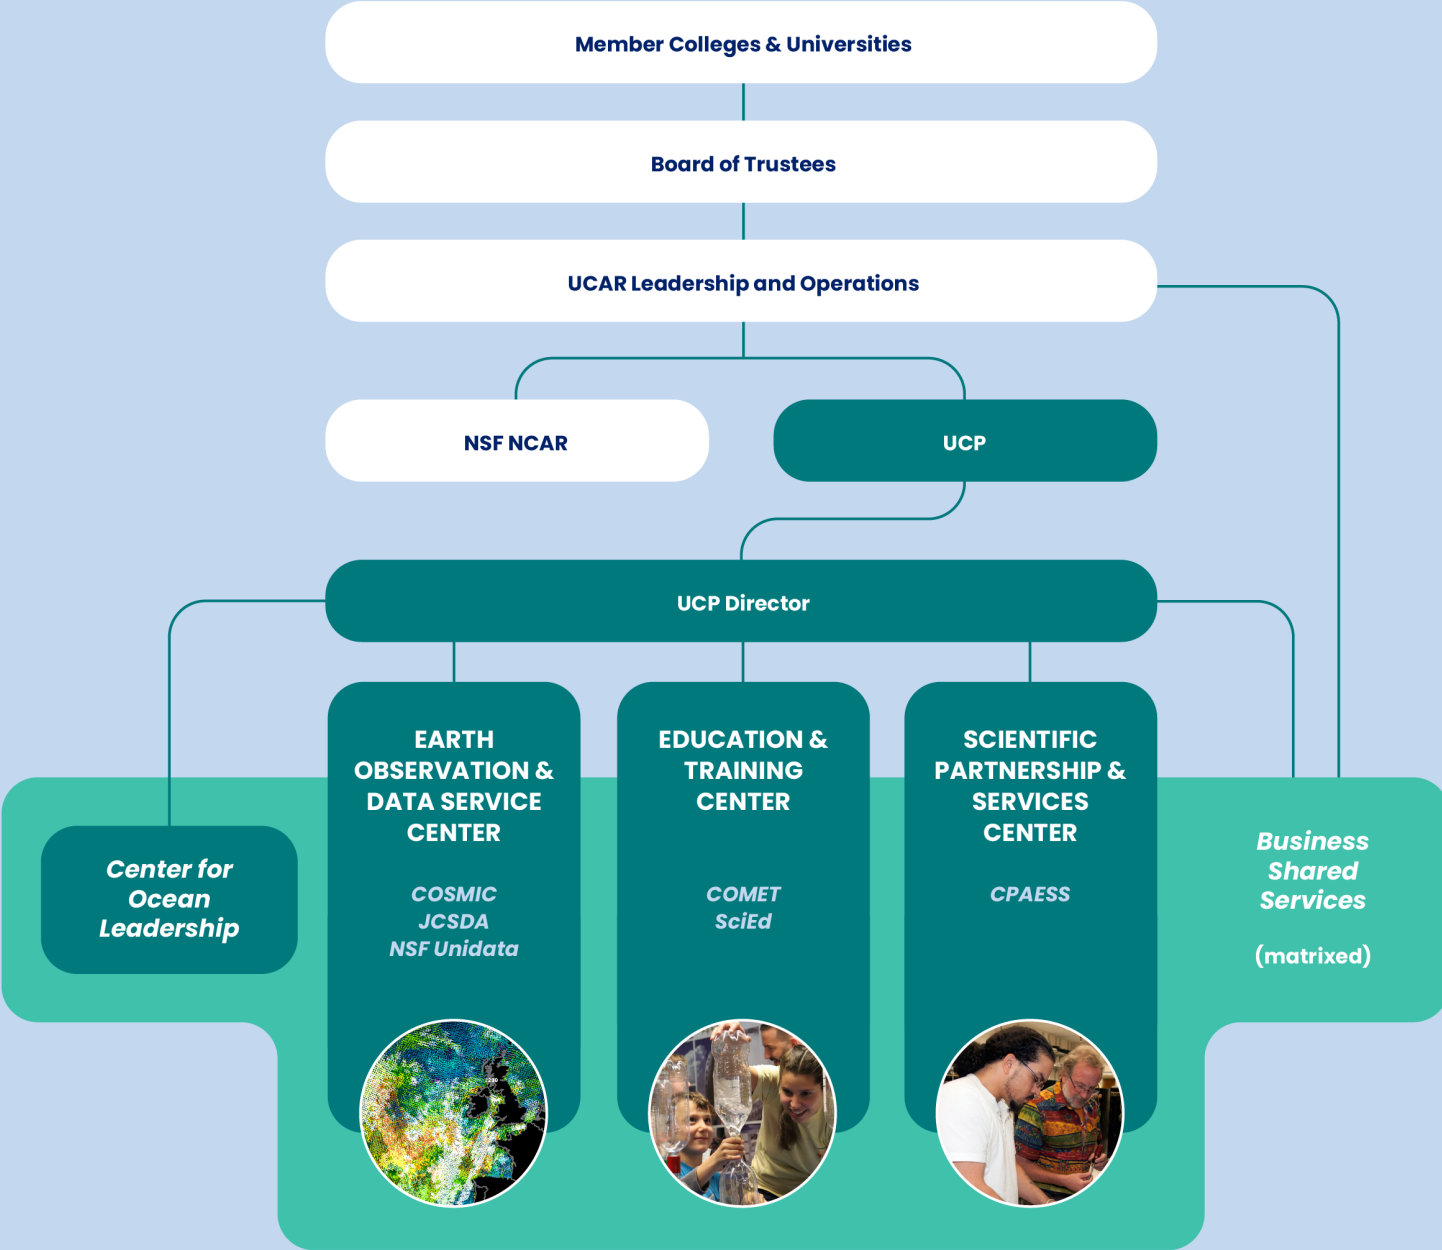 Member Colleges & Universities
Board of Trustees
UCAR Leadership and Operations
NSF NCAR
UCP
UCP Director
Center for
Ocean
Leadership
EARTH
OBSERVATION &
DATA SERVICE
CENTER
COSMIC
JCSDA
NSF Unidata
EDUCATION &
TRAINING
CENTER
COMET
SciEd
SCIENTIFIC
PARTNERSHIP &
SERVICES
CENTER
CPAESS
Business
Shared
Services
(matrixed)